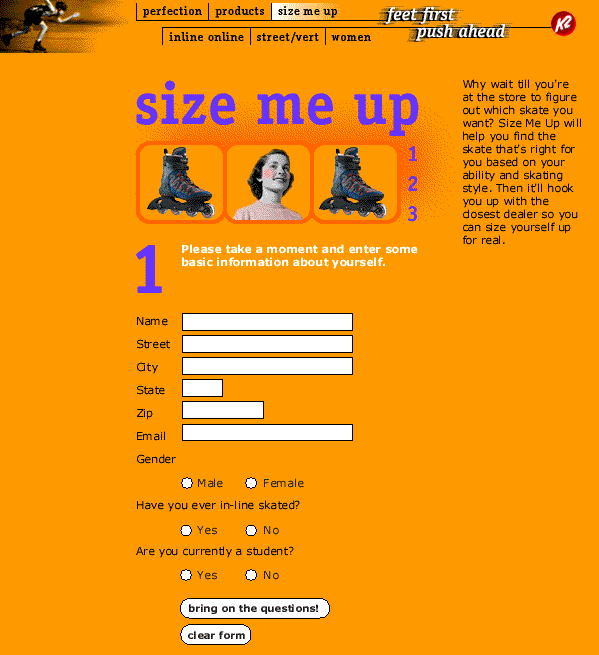 perfection products size me up
feet first
push ahead
K2
inline online street/vert women
size me up
1
2
3
Why wait till you're
at the store to figure
out which skate you
want? Size Me Up will
help you find the
skate that's right for
you based on your
ability and skating
style. Then it'll hook
you up with the
closest dealer so you
can size yourself up
for real.
1
Please take a moment and enter some
basic information about yourself.
Name
Street
City
State
Zip
Email
Gender
Male Female
Have you ever in-line skated?
Yes No
Are you currently a student?
Yes No
bring on the questions!
clear form